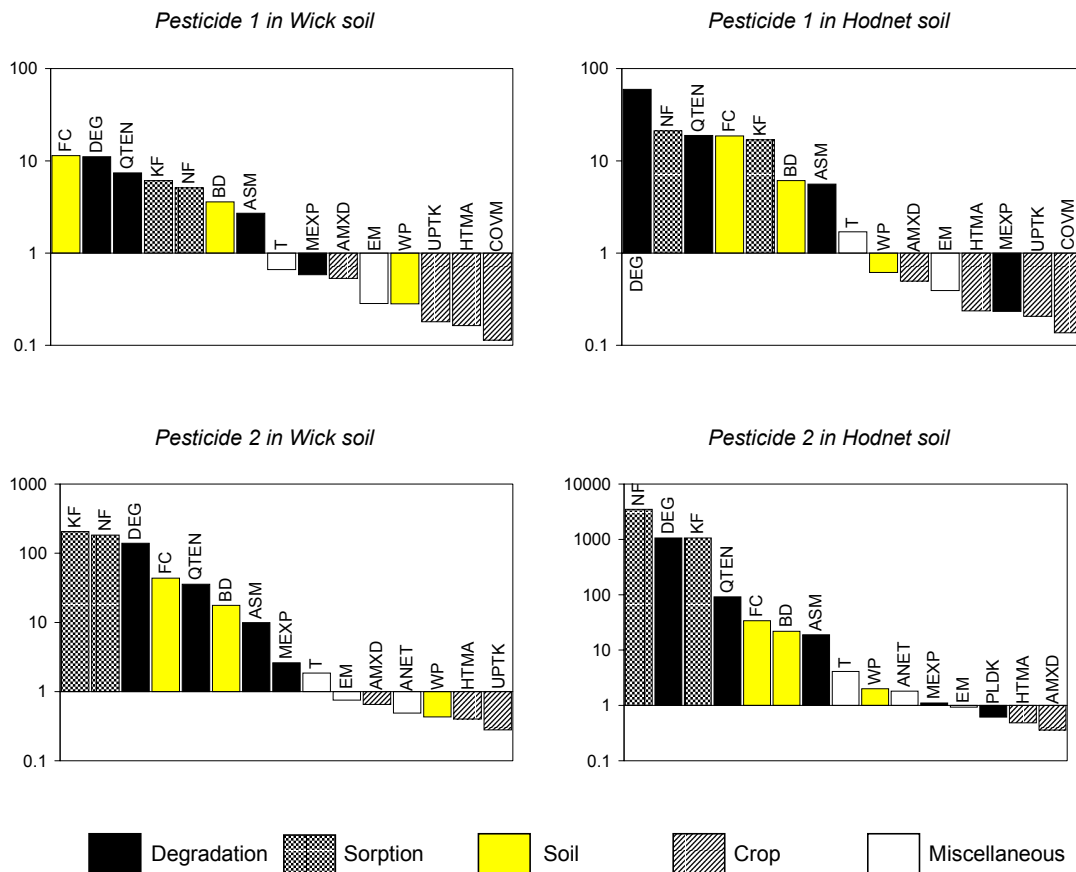 Pesticide 1 in Wick soil
100
10
1
0.1
FC DEG QTEN KF NF BD ASM T MEXP AMXD EM WP UPTK HTMA COVM
Pesticide 1 in Hodnet soil
100
10
1
0.1
DEG NF QTEN FC KF BD ASM T WP AMXD EM HTMA MEXP UPTK COVM
Pesticide 2 in Wick soil
1000
100
10
1
0.1
KF NF DEG FC QTEN BD ASM MEXP T EM AMXD ANET WP HTMA UPTK
Pesticide 2 in Hodnet soil
10000
1000
100
10
1
0.1
NF DEG KF QTEN FC BD ASM T WP ANET MEXP EM PLDK HTMA AMXD
Degradation Sorption Soil Crop Miscellaneous